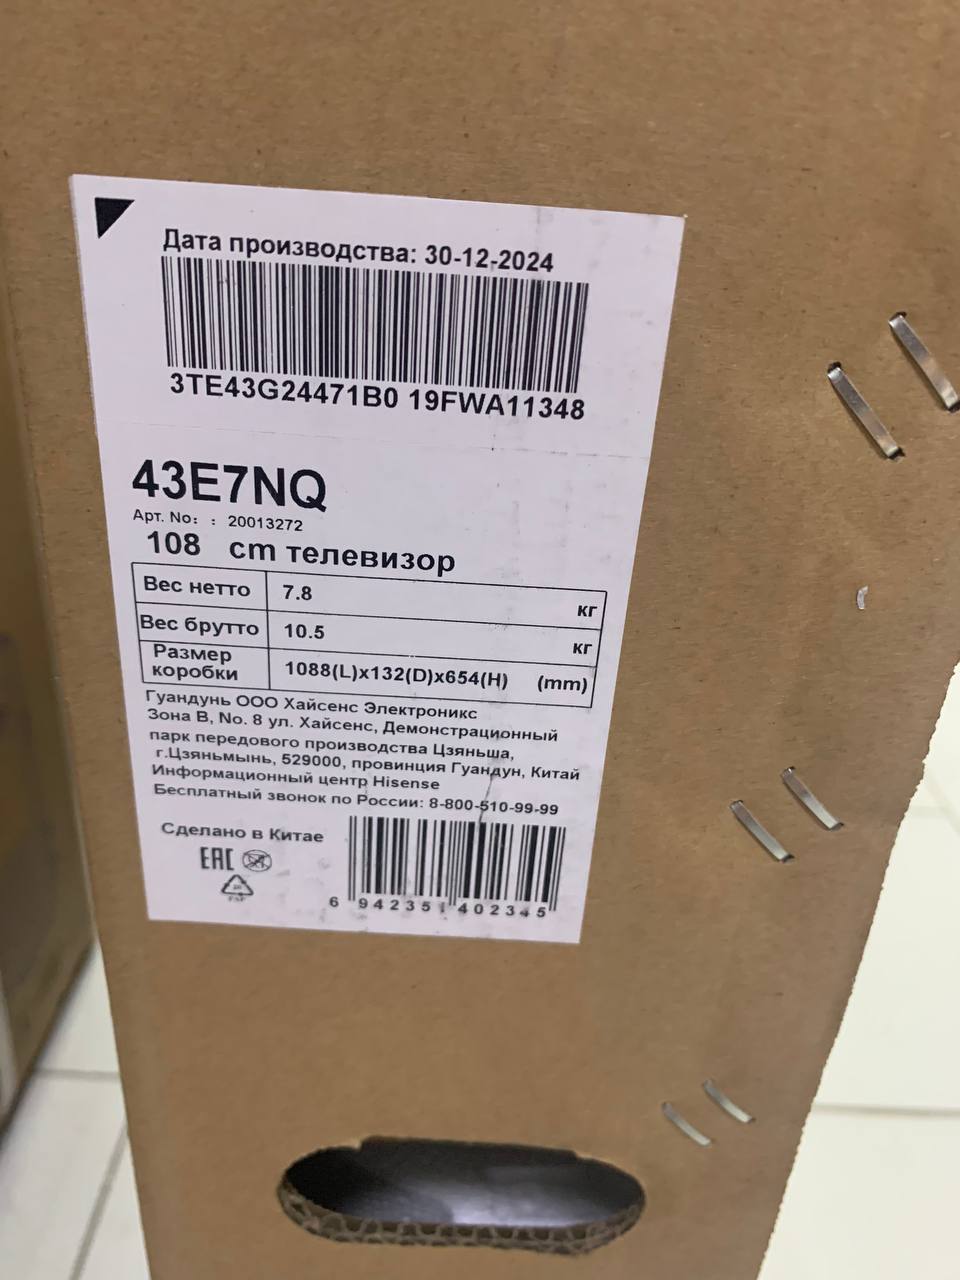 Дата производства: 30-12-2024
3TE43G24471B0 19FWA11348
43E7NQ
Арт. No: : 20013272
108 cm телевизор
Вес нетто 7.8 кг
Вес брутто 10.5 кг
Размер коробки 1088(L)x132(D)x654(H) (mm)
Гуандунь ООО Хайсенс Электроникс
Зона B, No. 8 ул. Хайсенс, Демонстрационный
парк передового производства Цзяньша,
г.Цзяньмынь, 529000, провинция Гуандун, Китай
Информационный центр Hisense
Бесплатный звонок по России: 8-800-510-99-99
Сделано в Китае
EAC
6 942351 402345